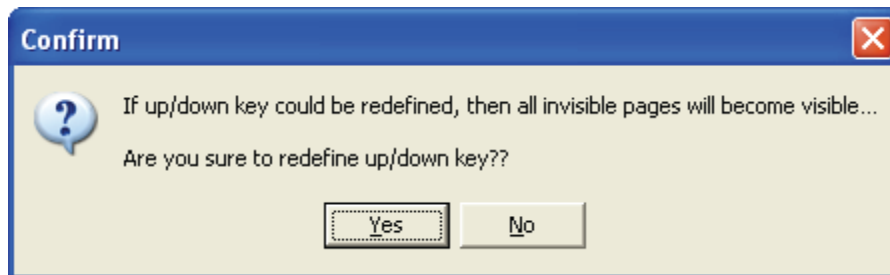 Confirm
If up/down key could be redefined, then all invisible pages will become visible...
Are you sure to redefine up/down key??
Yes No